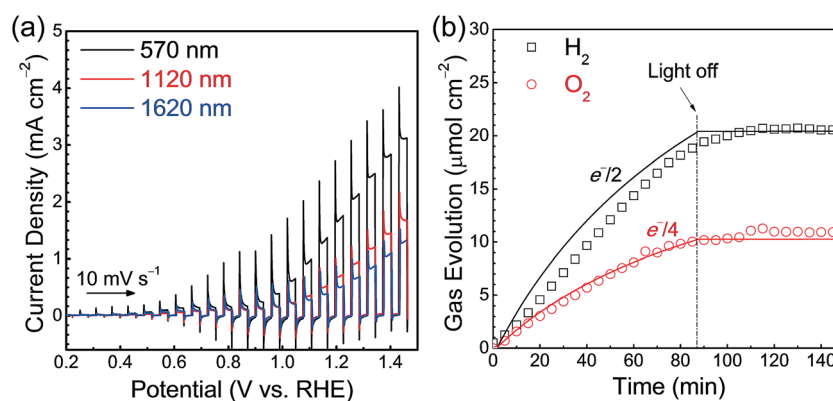 (a)
570 nm
1120 nm
1620 nm
10 mV s⁻¹
Current Density (mA cm⁻²)
5
4
3
2
1
0
0.2 0.4 0.6 0.8 1.0 1.2 1.4
Potential (V vs. RHE)
(b)
H₂
O₂
Light off
e⁻/2
e⁻/4
Gas Evolution (μmol cm⁻²)
30
25
20
15
10
5
0
0 20 40 60 80 100 120 140
Time (min)